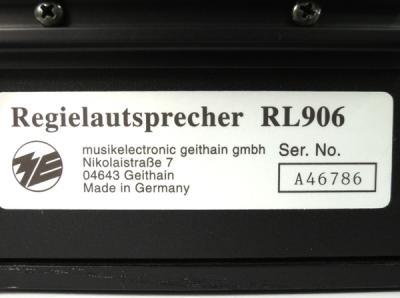 Regielautsprecher RL906
musikelectronic geithain gmbh Ser. No.
Nikolaistraße 7
04643 Geithain A46786
Made in Germany